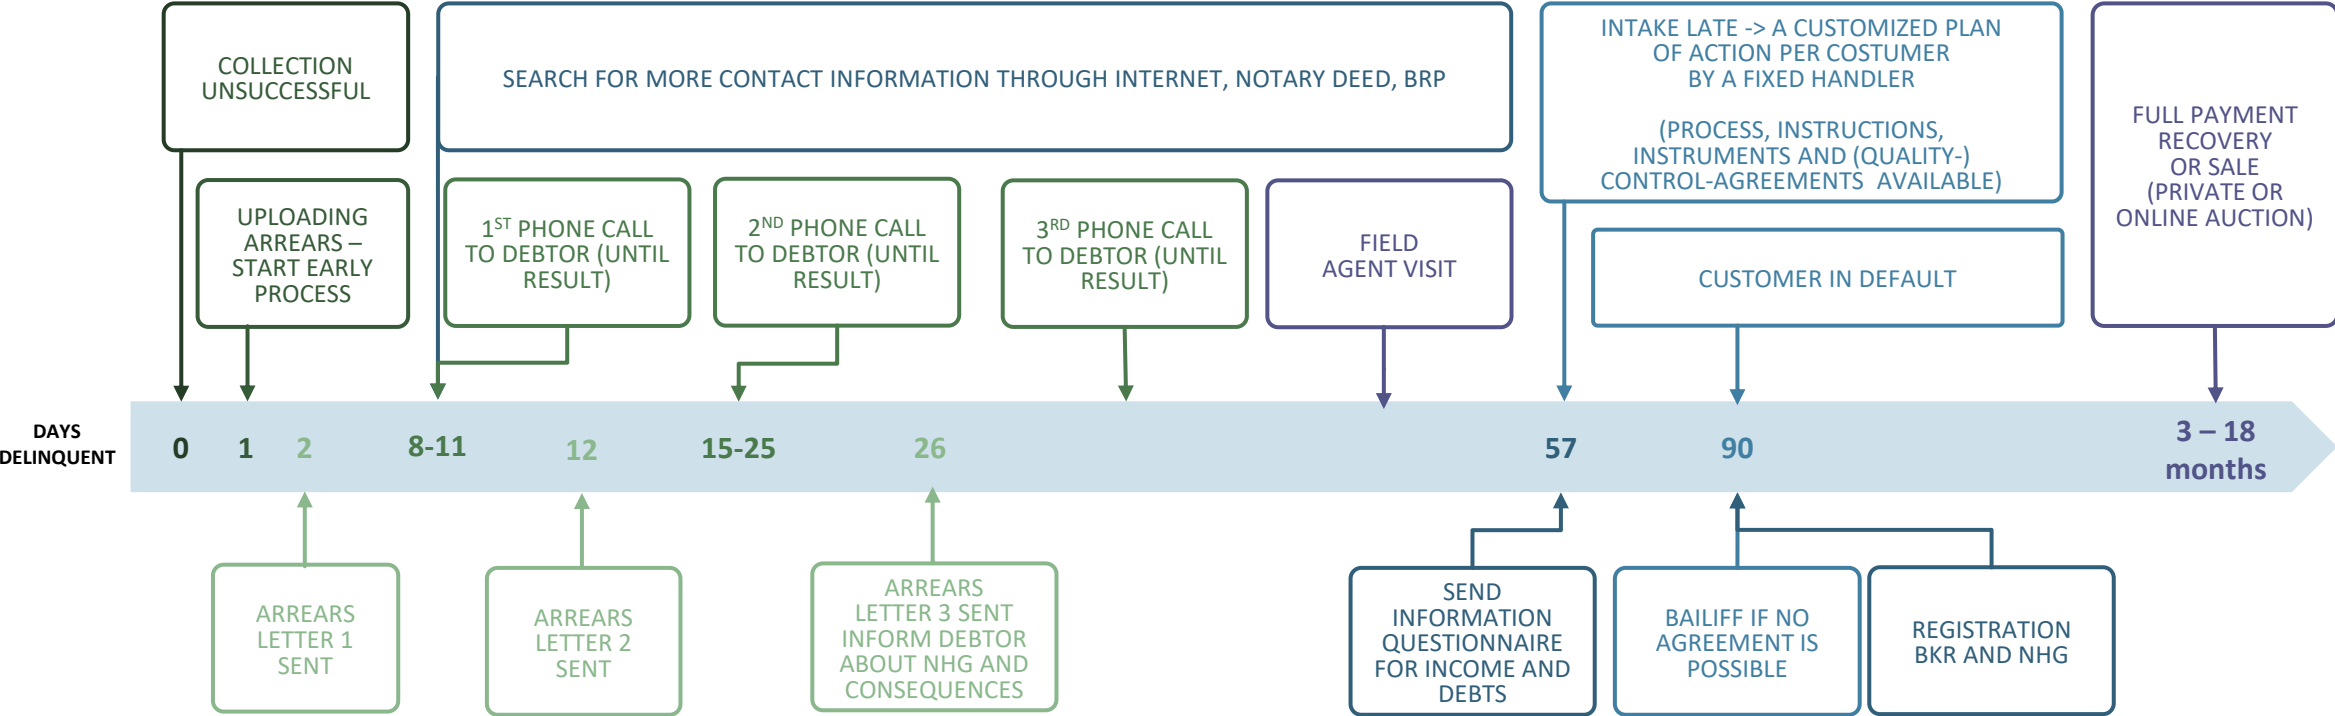 COLLECTION
UNSUCCESSFUL
SEARCH FOR MORE CONTACT INFORMATION THROUGH INTERNET, NOTARY DEED, BRP
INTAKE LATE -> A CUSTOMIZED PLAN
OF ACTION PER COSTUMER
BY A FIXED HANDLER
(PROCESS, INSTRUCTIONS,
INSTRUMENTS AND (QUALITY-)
CONTROL-AGREEMENTS AVAILABLE)
FULL PAYMENT
RECOVERY
OR SALE
(PRIVATE OR
ONLINE AUCTION)
UPLOADING
ARREARS –
START EARLY
PROCESS
1ST PHONE CALL
TO DEBTOR (UNTIL
RESULT)
2ND PHONE CALL
TO DEBTOR (UNTIL
RESULT)
3RD PHONE CALL
TO DEBTOR (UNTIL
RESULT)
FIELD
AGENT VISIT
CUSTOMER IN DEFAULT
DAYS
DELINQUENT
0
1
2
8-11
12
15-25
26
57
90
3 – 18
months
ARREARS
LETTER 1
SENT
ARREARS
LETTER 2
SENT
ARREARS
LETTER 3 SENT
INFORM DEBTOR
ABOUT NHG AND
CONSEQUENCES
SEND
INFORMATION
QUESTIONNAIRE
FOR INCOME AND
DEBTS
BAILIFF IF NO
AGREEMENT IS
POSSIBLE
REGISTRATION
BKR AND NHG